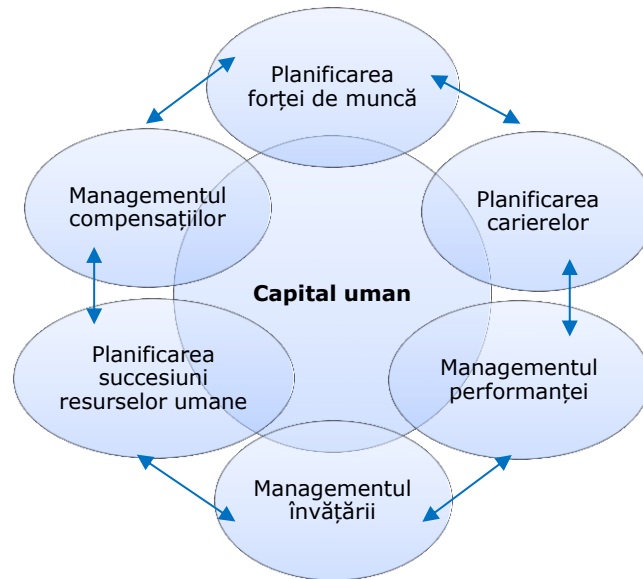 Planificarea
forței de muncă
Managementul
compensațiilor
Planificarea
carierelor
Capital uman
Planificarea
succesiuni
resurselor umane
Managementul
performanței
Managementul
învățării